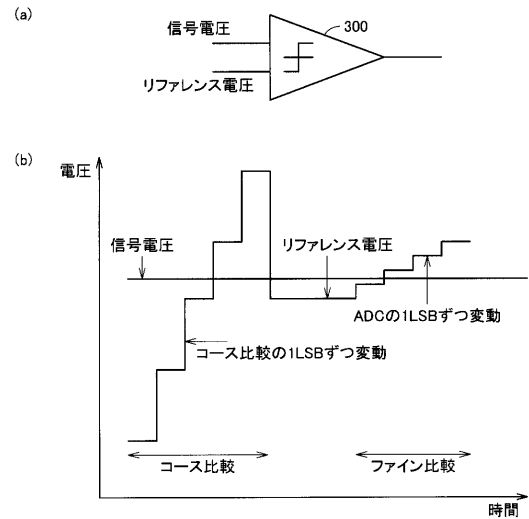 (a)
300
信号電圧
リファレンス電圧
(b)
電圧
信号電圧
リファレンス電圧
ADCの1LSBずつ変動
コース比較の1LSBずつ変動
コース比較
ファイン比較
時間